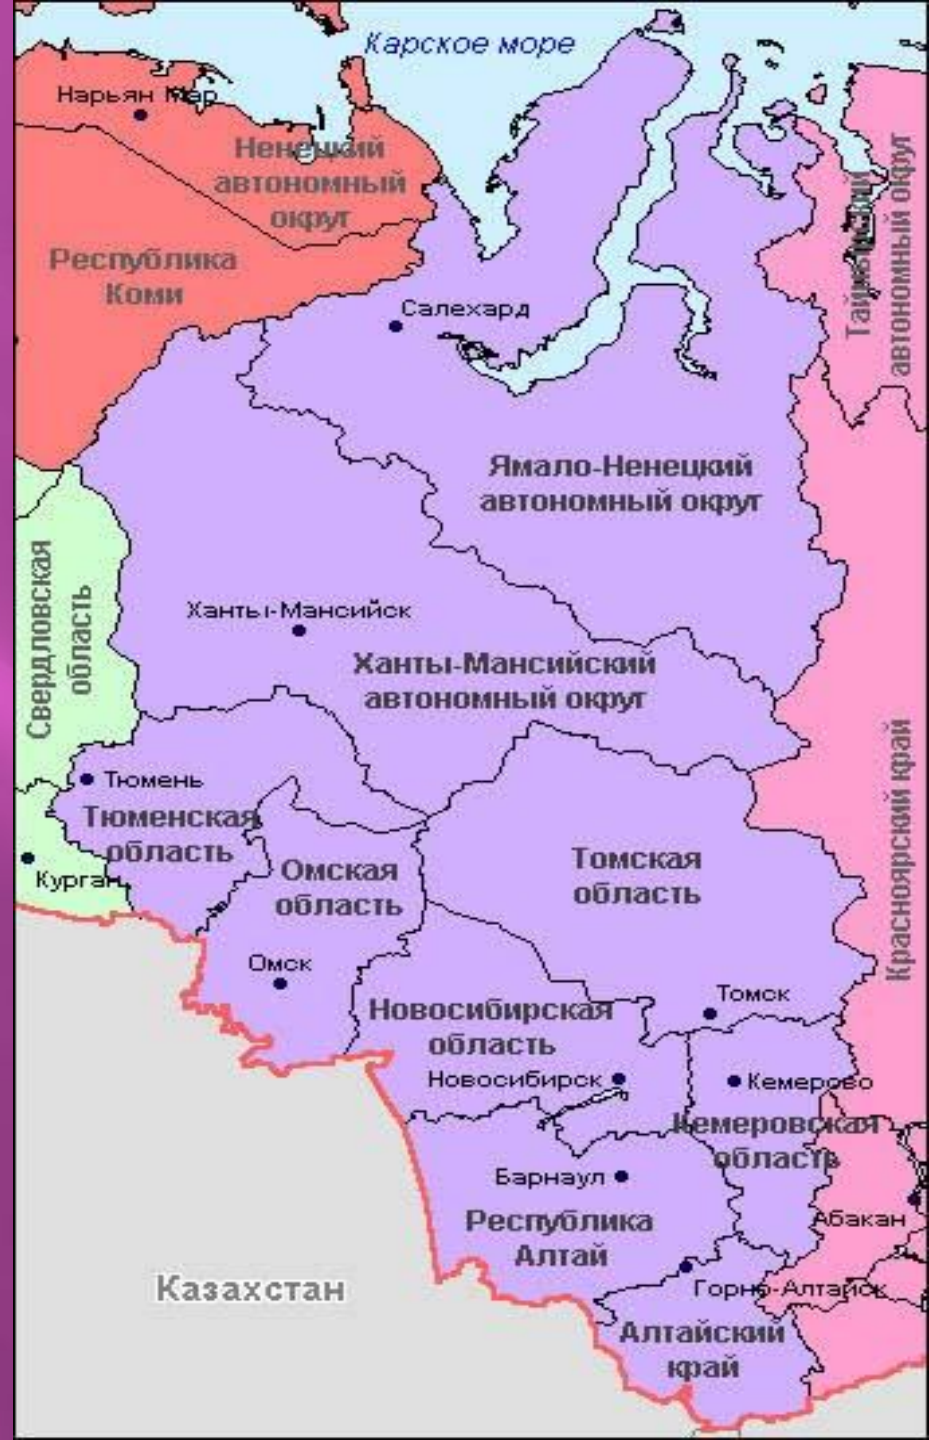 Карское море
Нарьян Мар
Ненецкий
автономный
округ
Республика
Коми
Таймырский
автономный округ
Салехард
Ямало-Ненецкий
автономный округ
Свердловская
область
Ханты-Мансийск
Ханты-Мансийский
автономный округ
Красноярский край
Тюмень
Тюменская
область
Курган
Омская
область
Томская
область
Омск
Томск
Новосибирская
область
Новосибирск
Кемерово
Кемеровская
область
Барнаул
Республика
Алтай
Абакан
Казахстан
Горно-Алтайск
Алтайский
край